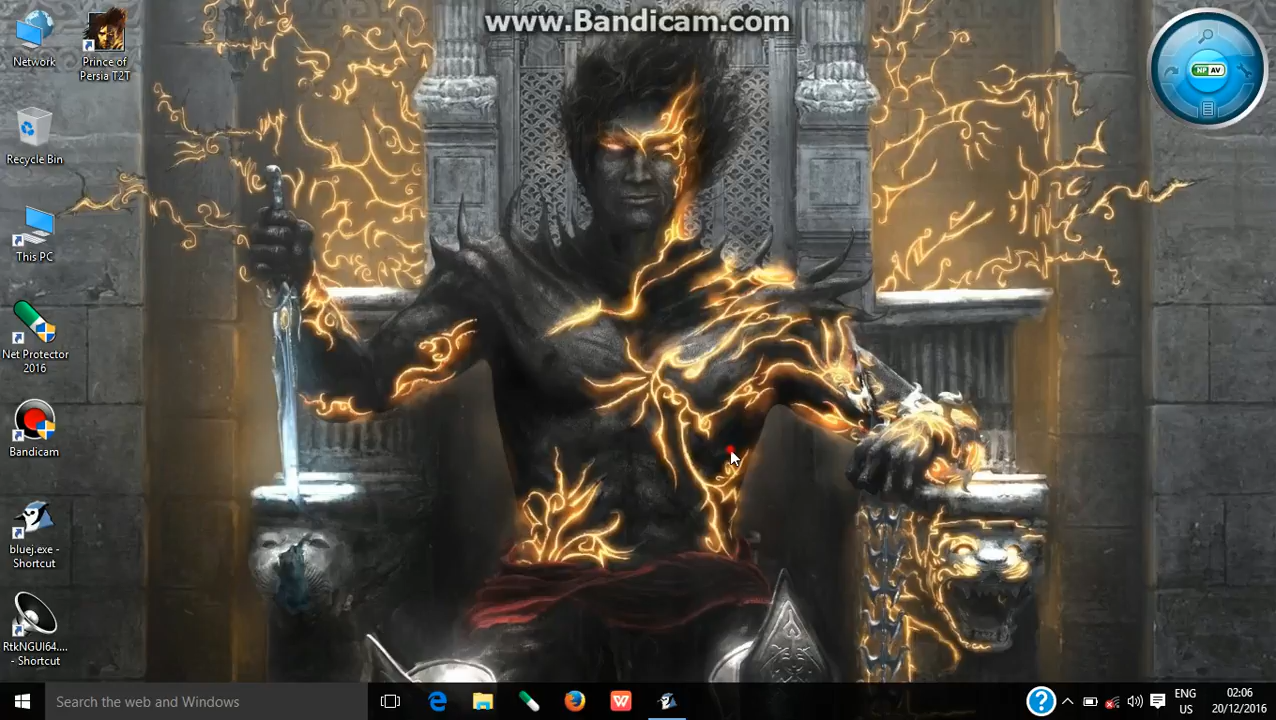 www.Bandicam.com
Network
Prince of
Persia T2T
NP AV
Recycle Bin
This PC
Net Protector
2016
Bandicam
bluej.exe -
Shortcut
RtkNGUI64....
- Shortcut
Search the web and Windows
ENG
US
02:06
20/12/2016